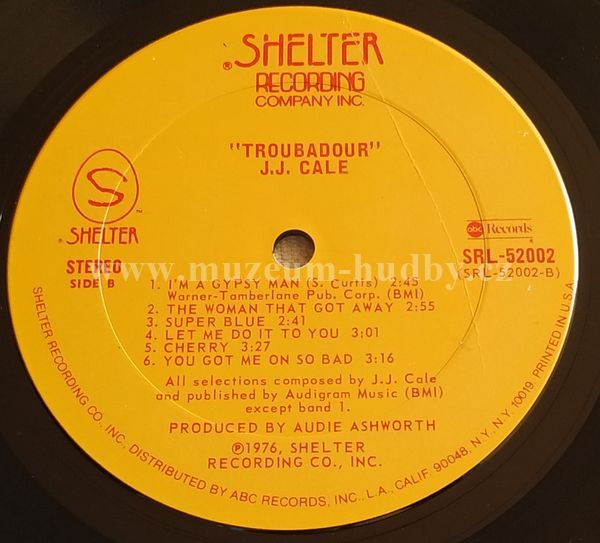 ® SHELTER
RECORDING
COMPANY INC.
"TROUBADOUR"
J.J. CALE
S
TM
® SHELTER
abc Records
STEREO
SIDE B
SRL-52002
(SRL-52002-B)
www.muzeum-hudby.cz
1. I'M A GYPSY MAN (S. Curtis) 2:45
Warner-Tamberlane Pub. Corp. (BMI)
2. THE WOMAN THAT GOT AWAY 2:55
3. SUPER BLUE 2:41
4. LET ME DO IT TO YOU 3:01
5. CHERRY 3:27
6. YOU GOT ME ON SO BAD 3:16
All selections composed by J.J. Cale
and published by Audigram Music (BMI)
except band 1.
PRODUCED BY AUDIE ASHWORTH
℗1976, SHELTER
RECORDING CO., INC.
SHELTER RECORDING CO., INC., DISTRIBUTED BY ABC RECORDS, INC., L.A., CALIF. 90048, N.Y., N.Y. 10019. PRINTED IN U.S.A.